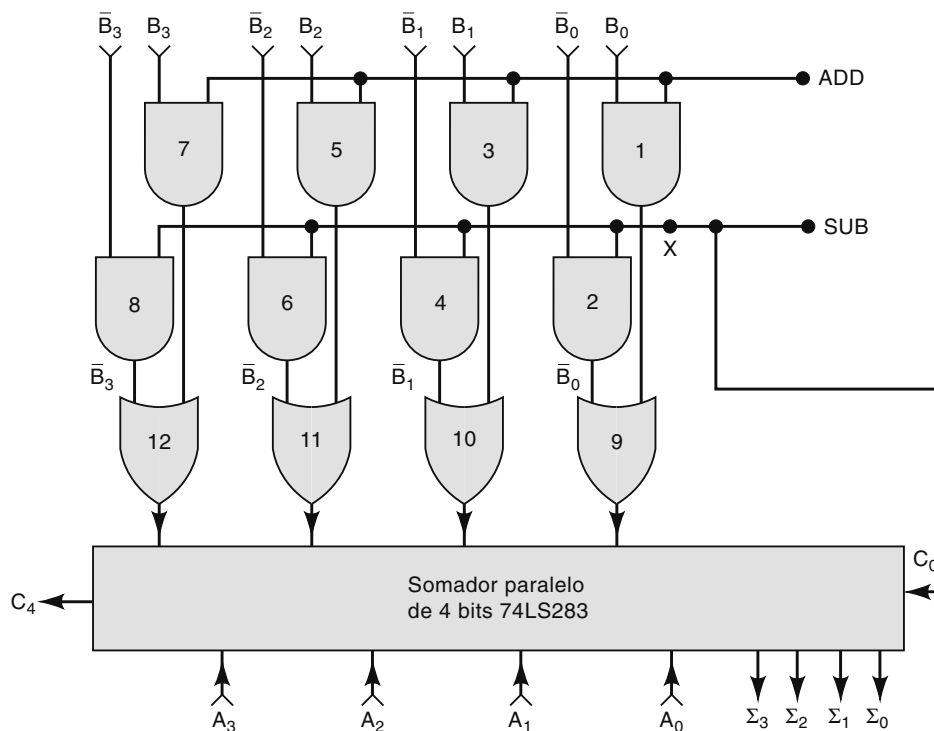 B̅₃ B₃ B̅₂ B₂ B̅₁ B₁ B̅₀ B₀
ADD
7 5 3 1
SUB
X
8 6 4 2
B̅₃ B̅₂ B̅₁ B̅₀
12 11 10 9
Somador paralelo
de 4 bits 74LS283
C₀
C₄
A₃ A₂ A₁ A₀ Σ₃ Σ₂ Σ₁ Σ₀